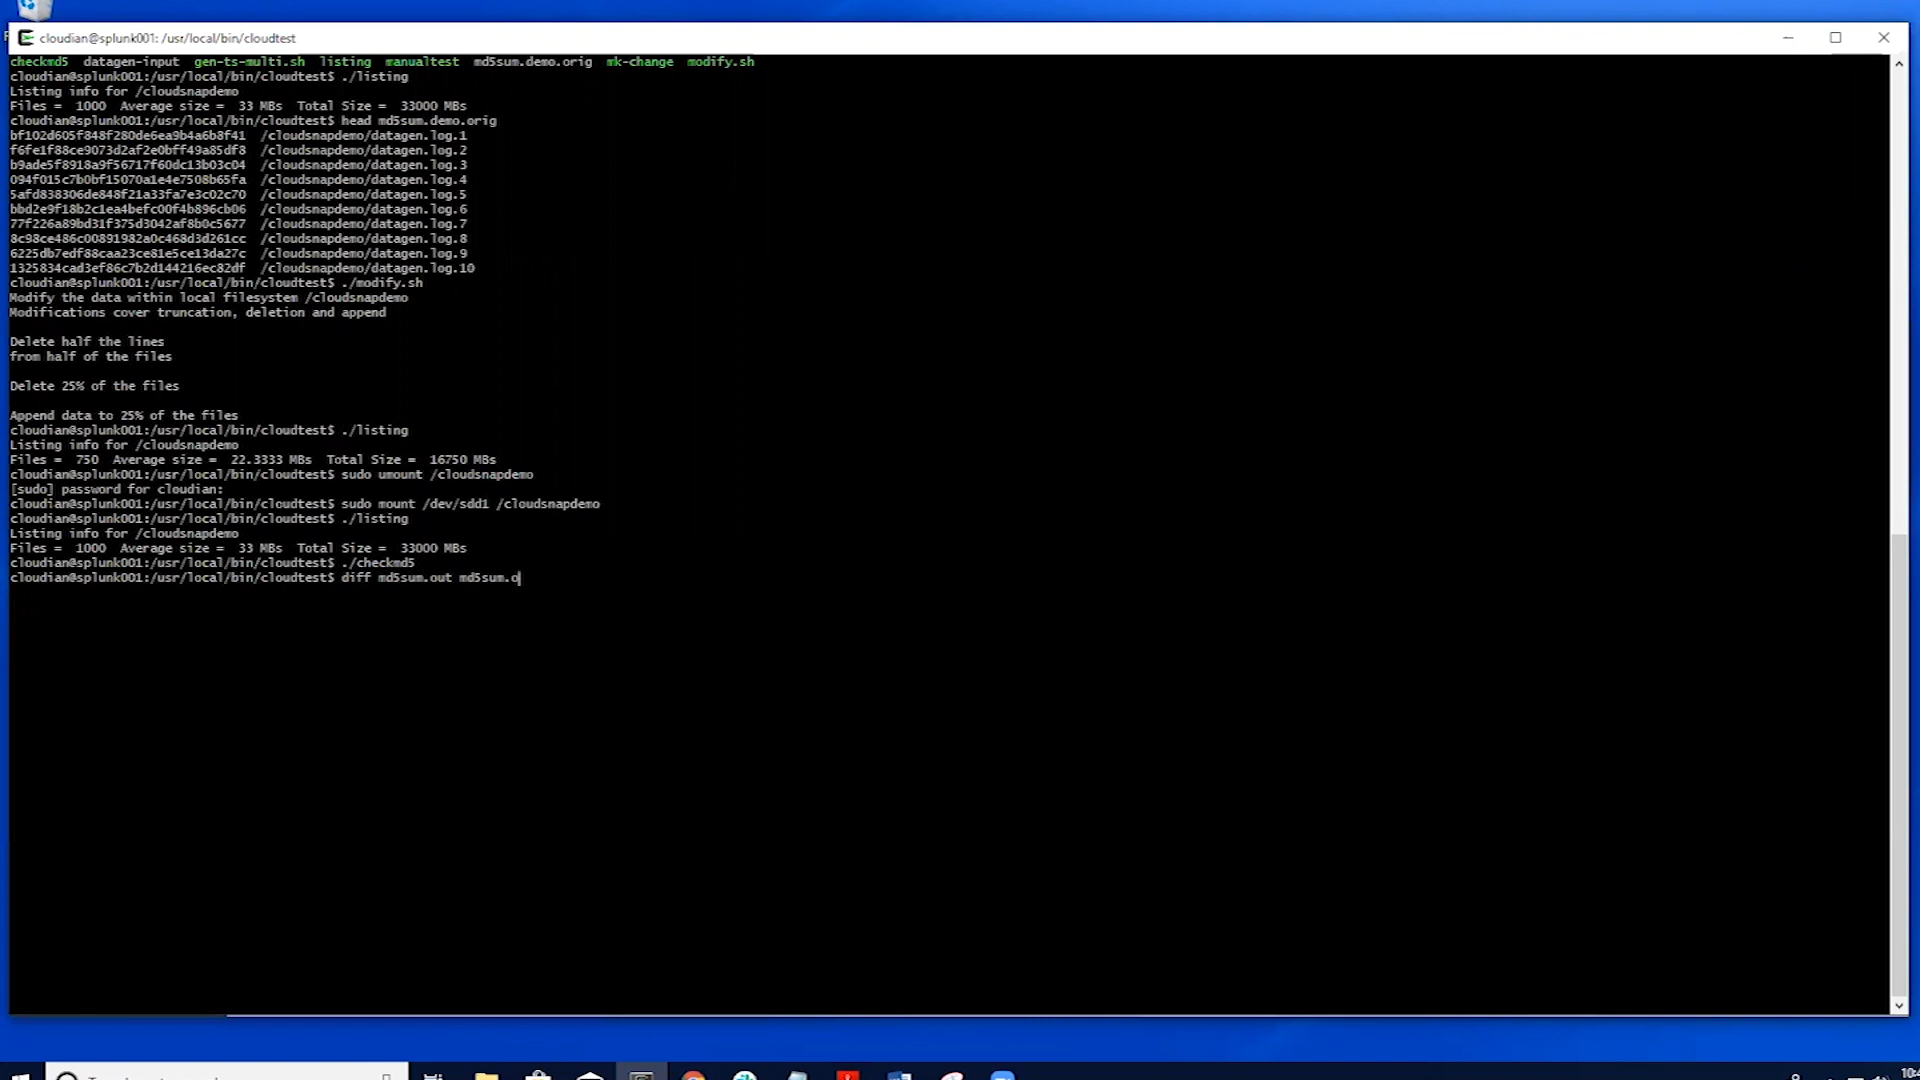 cloudian@splunk001: /usr/local/bin/cloudtest
checkmd5  datagen-input  gen-ts-multi.sh  listing  manualtest  md5sum.demo.orig  mk-change  modify.sh
cloudian@splunk001:/usr/local/bin/cloudtest$ ./listing
Listing info for /cloudsnapdemo
Files =  1000  Average size =  33 MBs  Total Size =  33000 MBs
cloudian@splunk001:/usr/local/bin/cloudtest$ head md5sum.demo.orig
bf102d605f848f280de6ea9b4a6b8f41  /cloudsnapdemo/datagen.log.1
f6fe1f88ce9073d2af2e0bff49a85df8  /cloudsnapdemo/datagen.log.2
b9ade5f8918a9f56717f60dc13b03c04  /cloudsnapdemo/datagen.log.3
094f015c7b0bf15070a1e4e7508b65fa  /cloudsnapdemo/datagen.log.4
5afd838306de848f21a33fa7e3c02c70  /cloudsnapdemo/datagen.log.5
bbd2e9f18b2c1ea4befc00f4b896cb06  /cloudsnapdemo/datagen.log.6
77f226a89bd31f375d3042af8b0c5677  /cloudsnapdemo/datagen.log.7
8c98ce486c00891982a0c468d3d261cc  /cloudsnapdemo/datagen.log.8
6225db7edf88caa23ce81e5ce13da27c  /cloudsnapdemo/datagen.log.9
1325834cad3ef86c7b2d144216ec82df  /cloudsnapdemo/datagen.log.10
cloudian@splunk001:/usr/local/bin/cloudtest$ ./modify.sh
Modify the data within local filesystem /cloudsnapdemo
Modifications cover truncation, deletion and append
Delete half the lines
from half of the files
Delete 25% of the files
Append data to 25% of the files
cloudian@splunk001:/usr/local/bin/cloudtest$ ./listing
Listing info for /cloudsnapdemo
Files =  750  Average size =  22.3333 MBs  Total Size =  16750 MBs
cloudian@splunk001:/usr/local/bin/cloudtest$ sudo umount /cloudsnapdemo
[sudo] password for cloudian:
cloudian@splunk001:/usr/local/bin/cloudtest$ sudo mount /dev/sdd1 /cloudsnapdemo
cloudian@splunk001:/usr/local/bin/cloudtest$ ./listing
Listing info for /cloudsnapdemo
Files =  1000  Average size =  33 MBs  Total Size =  33000 MBs
cloudian@splunk001:/usr/local/bin/cloudtest$ ./checkmd5
cloudian@splunk001:/usr/local/bin/cloudtest$ diff md5sum.out md5sum.o